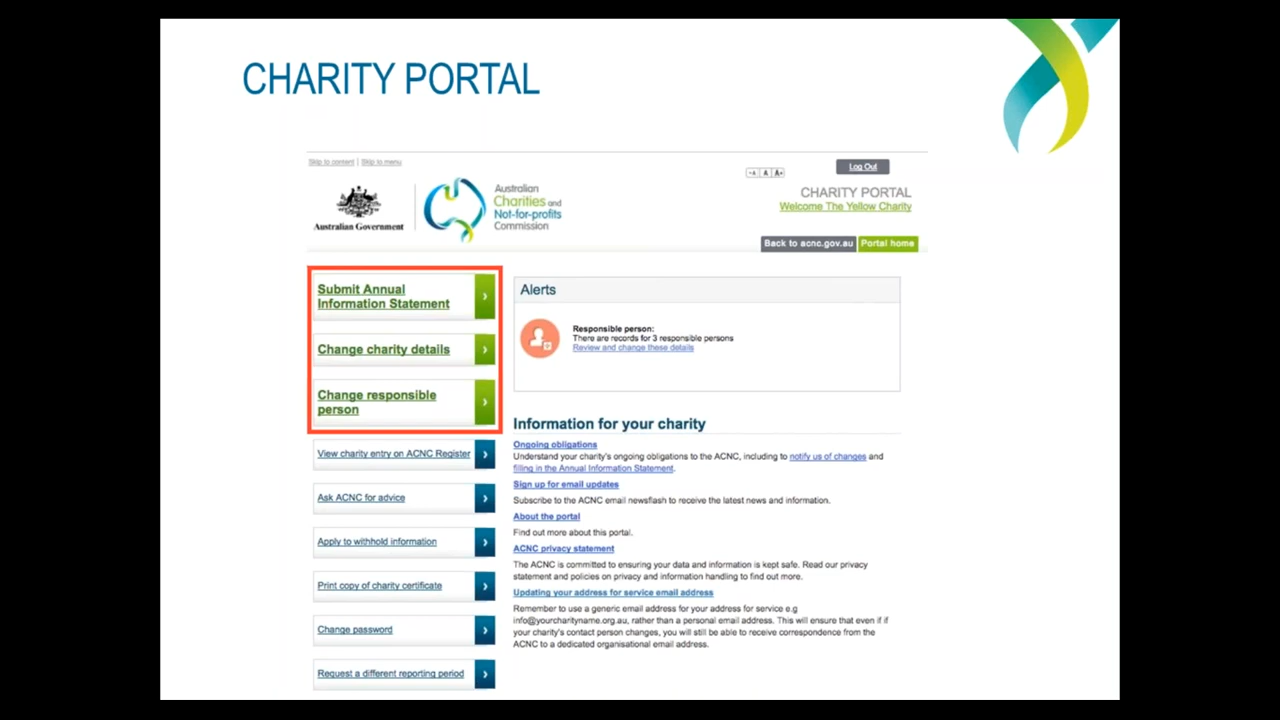 CHARITY PORTAL
Skip to content | Skip to menu
-A A A+
Log Out
Australian Government
Australian
Charities and
Not-for-profits
Commission
CHARITY PORTAL
Welcome The Yellow Charity
Back to acnc.gov.au Portal home
Submit Annual
Information Statement
Change charity details
Change responsible
person
View charity entry on ACNC Register
Ask ACNC for advice
Apply to withhold information
Print copy of charity certificate
Change password
Request a different reporting period
Alerts
Responsible person:
There are records for 3 responsible persons
Review and change these details
Information for your charity
Ongoing obligations
Understand your charity's ongoing obligations to the ACNC, including to notify us of changes and
filling in the Annual Information Statement.
Sign up for email updates
Subscribe to the ACNC email newsflash to receive the latest news and information.
About the portal
Find out more about this portal.
ACNC privacy statement
The ACNC is committed to ensuring your data and information is kept safe. Read our privacy
statement and policies on privacy and information handling to find out more.
Updating your address for service email address
Remember to use a generic email address for your address for service e.g
info@yourcharityname.org.au, rather than a personal email address. This will ensure that even if
your charity's contact person changes, you will still be able to receive correspondence from the
ACNC to a dedicated organisational email address.